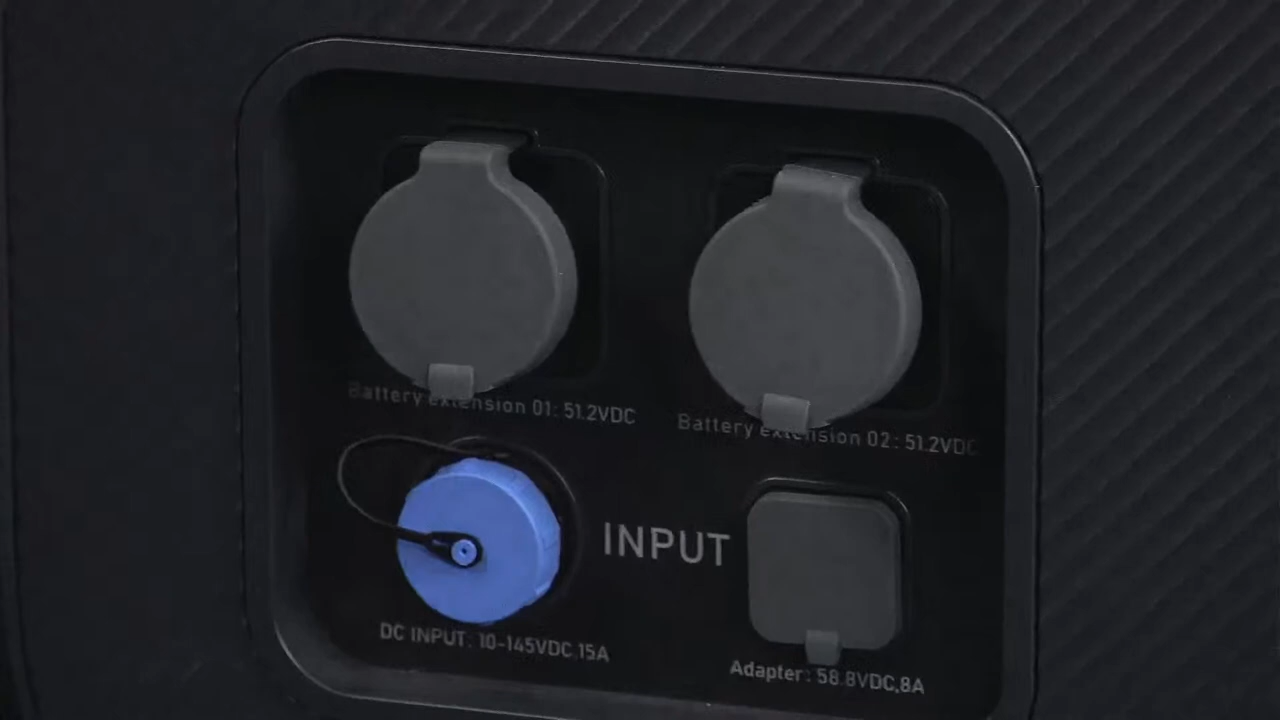 Battery extension 01: 51.2VDC
Battery extension 02: 51.2VDC
INPUT
DC INPUT: 10-145VDC,15A
Adapter: 58.8VDC,8A